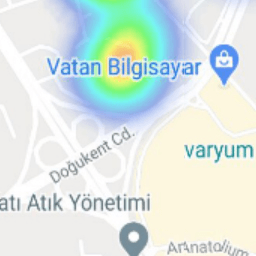 Vatan Bilgisayar
Doğukent Cd.
varyum
atı Atık Yönetimi
Anatolium